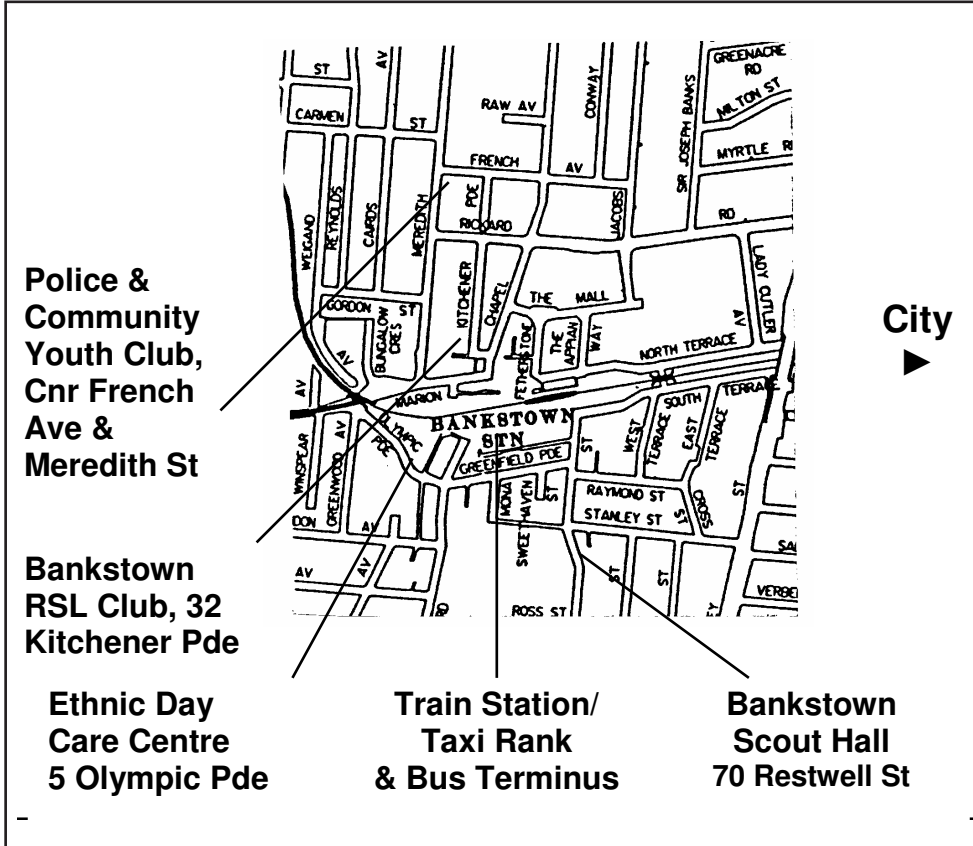 GREENACRE
RD
MILTON ST
AV
CONWAY
SIR JOSEPH BANKS
ST
CARMEN
ST
RAW AV
MYRTLE
FRENCH
AV
PDE
RICKARD
RD
MEREDITH
JACOBS
WEIGAND
REYNOLDS
CAIRDS
KITCHENER
CHAPEL
THE MALL
LADY CUTLER
AV
GORDON
ST
BUNGALOW
CRES
FETHERSTONE
THE
APPIAN
WAY
NORTH TERRACE
AV
AV
MARION
BANKSTOWN
STN
OLYMPIC
PDE
GREENFIELD PDE
ST
WEST
TERRACE
SOUTH
TERRACE
EAST
TERRACE
WINSPEAR
GREENWOOD
AV
MONA
ST
SWEETHAVEN
RAYMOND ST
STANLEY ST
CROSS
ST
ST
AV
AV
AV
ROSS ST
ST
ST
Police &
Community
Youth Club,
Cnr French
Ave &
Meredith St
City
Bankstown
RSL Club, 32
Kitchener Pde
Ethnic Day
Care Centre
5 Olympic Pde
Train Station/
Taxi Rank
& Bus Terminus
Bankstown
Scout Hall
70 Restwell St